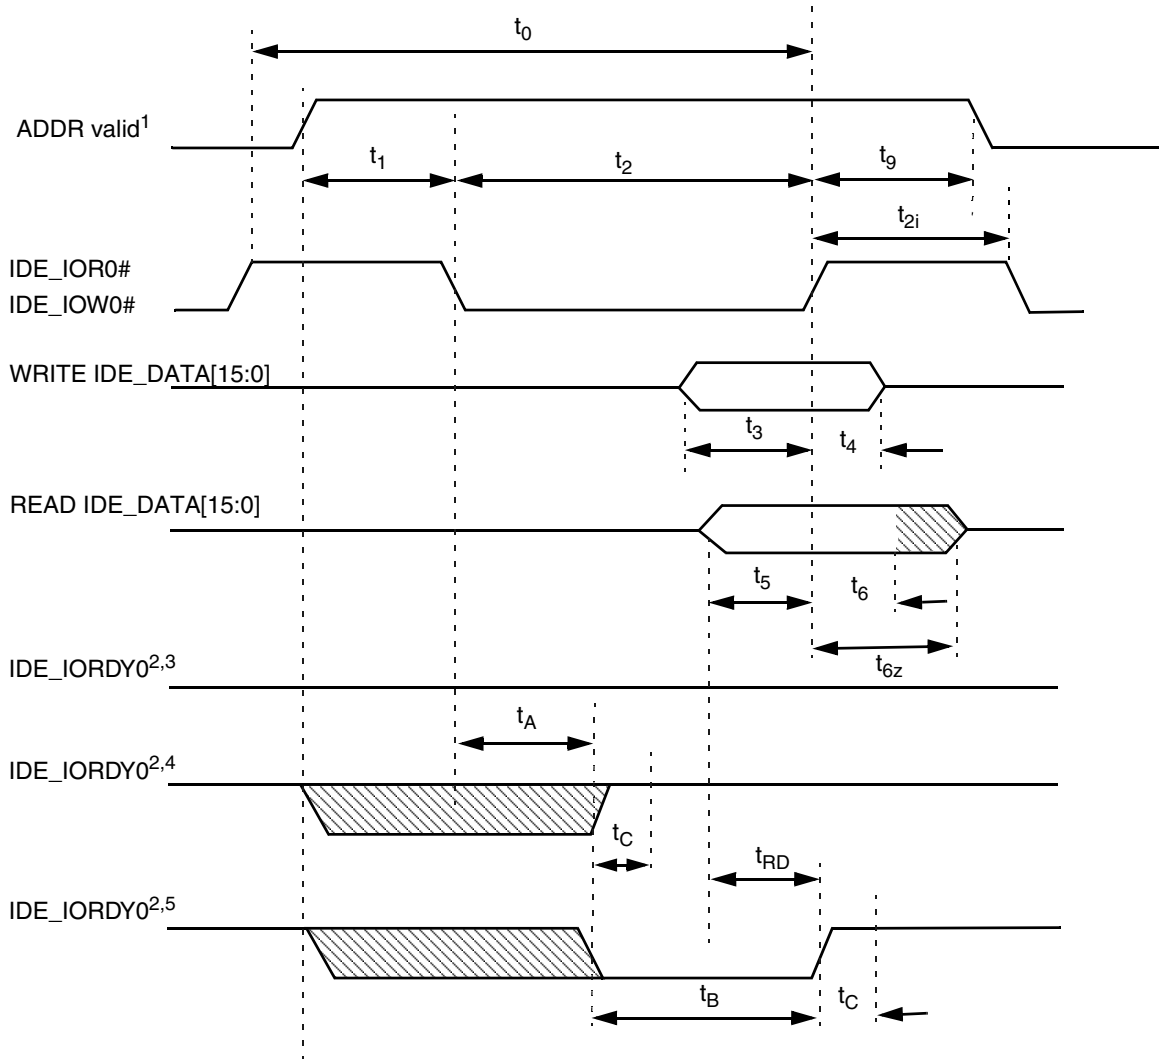 t0
ADDR valid1
t1
t2
t9
t2i
IDE_IOR0#
IDE_IOW0#
WRITE IDE_DATA[15:0]
t3
t4
READ IDE_DATA[15:0]
t5
t6
t6z
IDE_IORDY02,3
tA
IDE_IORDY02,4
tC
tRD
IDE_IORDY02,5
tB
tC